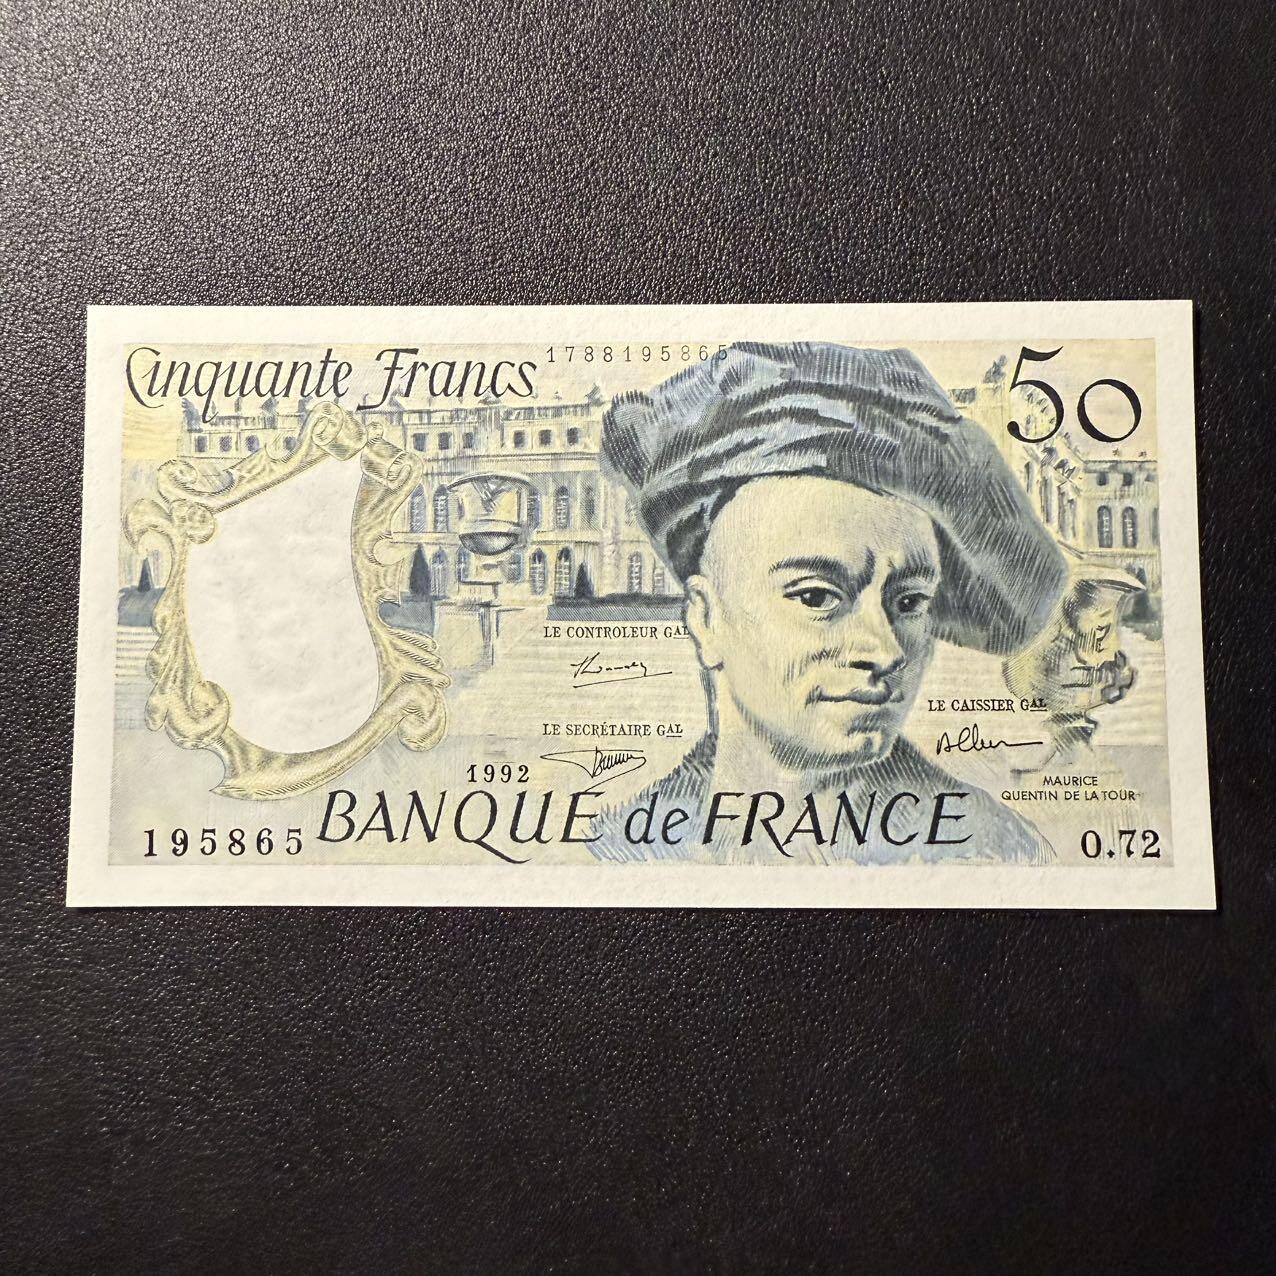 Cinquante Francs 1788195865 50
LE CONTROLEUR GAL
LE SECRÉTAIRE GAL
LE CAISSIER GAL
1992
MAURICE
QUENTIN DE LA TOUR
195865 BANQUE de FRANCE 0.72